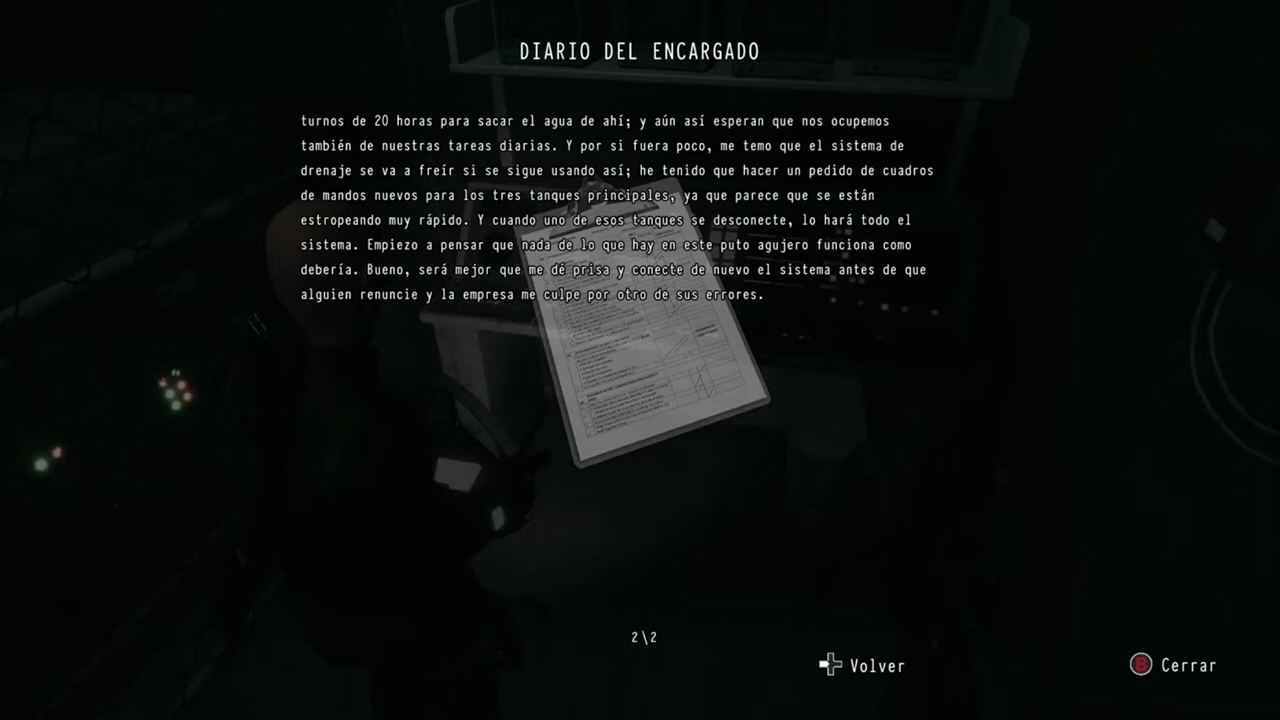 DIARIO DEL ENCARGADO
turnos de 20 horas para sacar el agua de ahí; y aún así esperan que nos ocupemos
también de nuestras tareas diarias. Y por si fuera poco, me temo que el sistema de
drenaje se va a freír si se sigue usando así; he tenido que hacer un pedido de cuadros
de mandos nuevos para los tres tanques principales, ya que parece que se están
estropeando muy rápido. Y cuando uno de esos tanques se desconecte, lo hará todo el
sistema. Empiezo a pensar que nada de lo que hay en este puto agujero funciona como
debería. Bueno, será mejor que me dé prisa y conecte de nuevo el sistema antes de que
alguien renuncie y la empresa me culpe por otro de sus errores.
2\2
Volver
B Cerrar